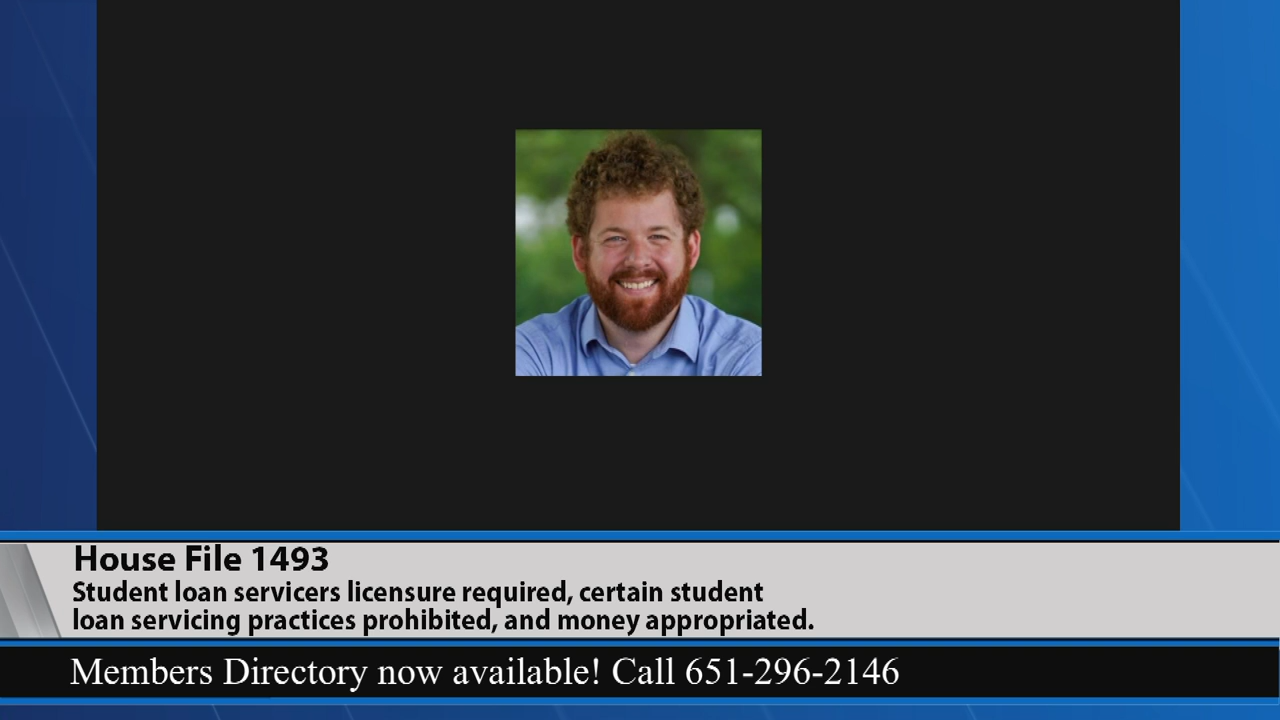 House File 1493
Student loan servicers licensure required, certain student
loan servicing practices prohibited, and money appropriated.
Members Directory now available! Call 651-296-2146